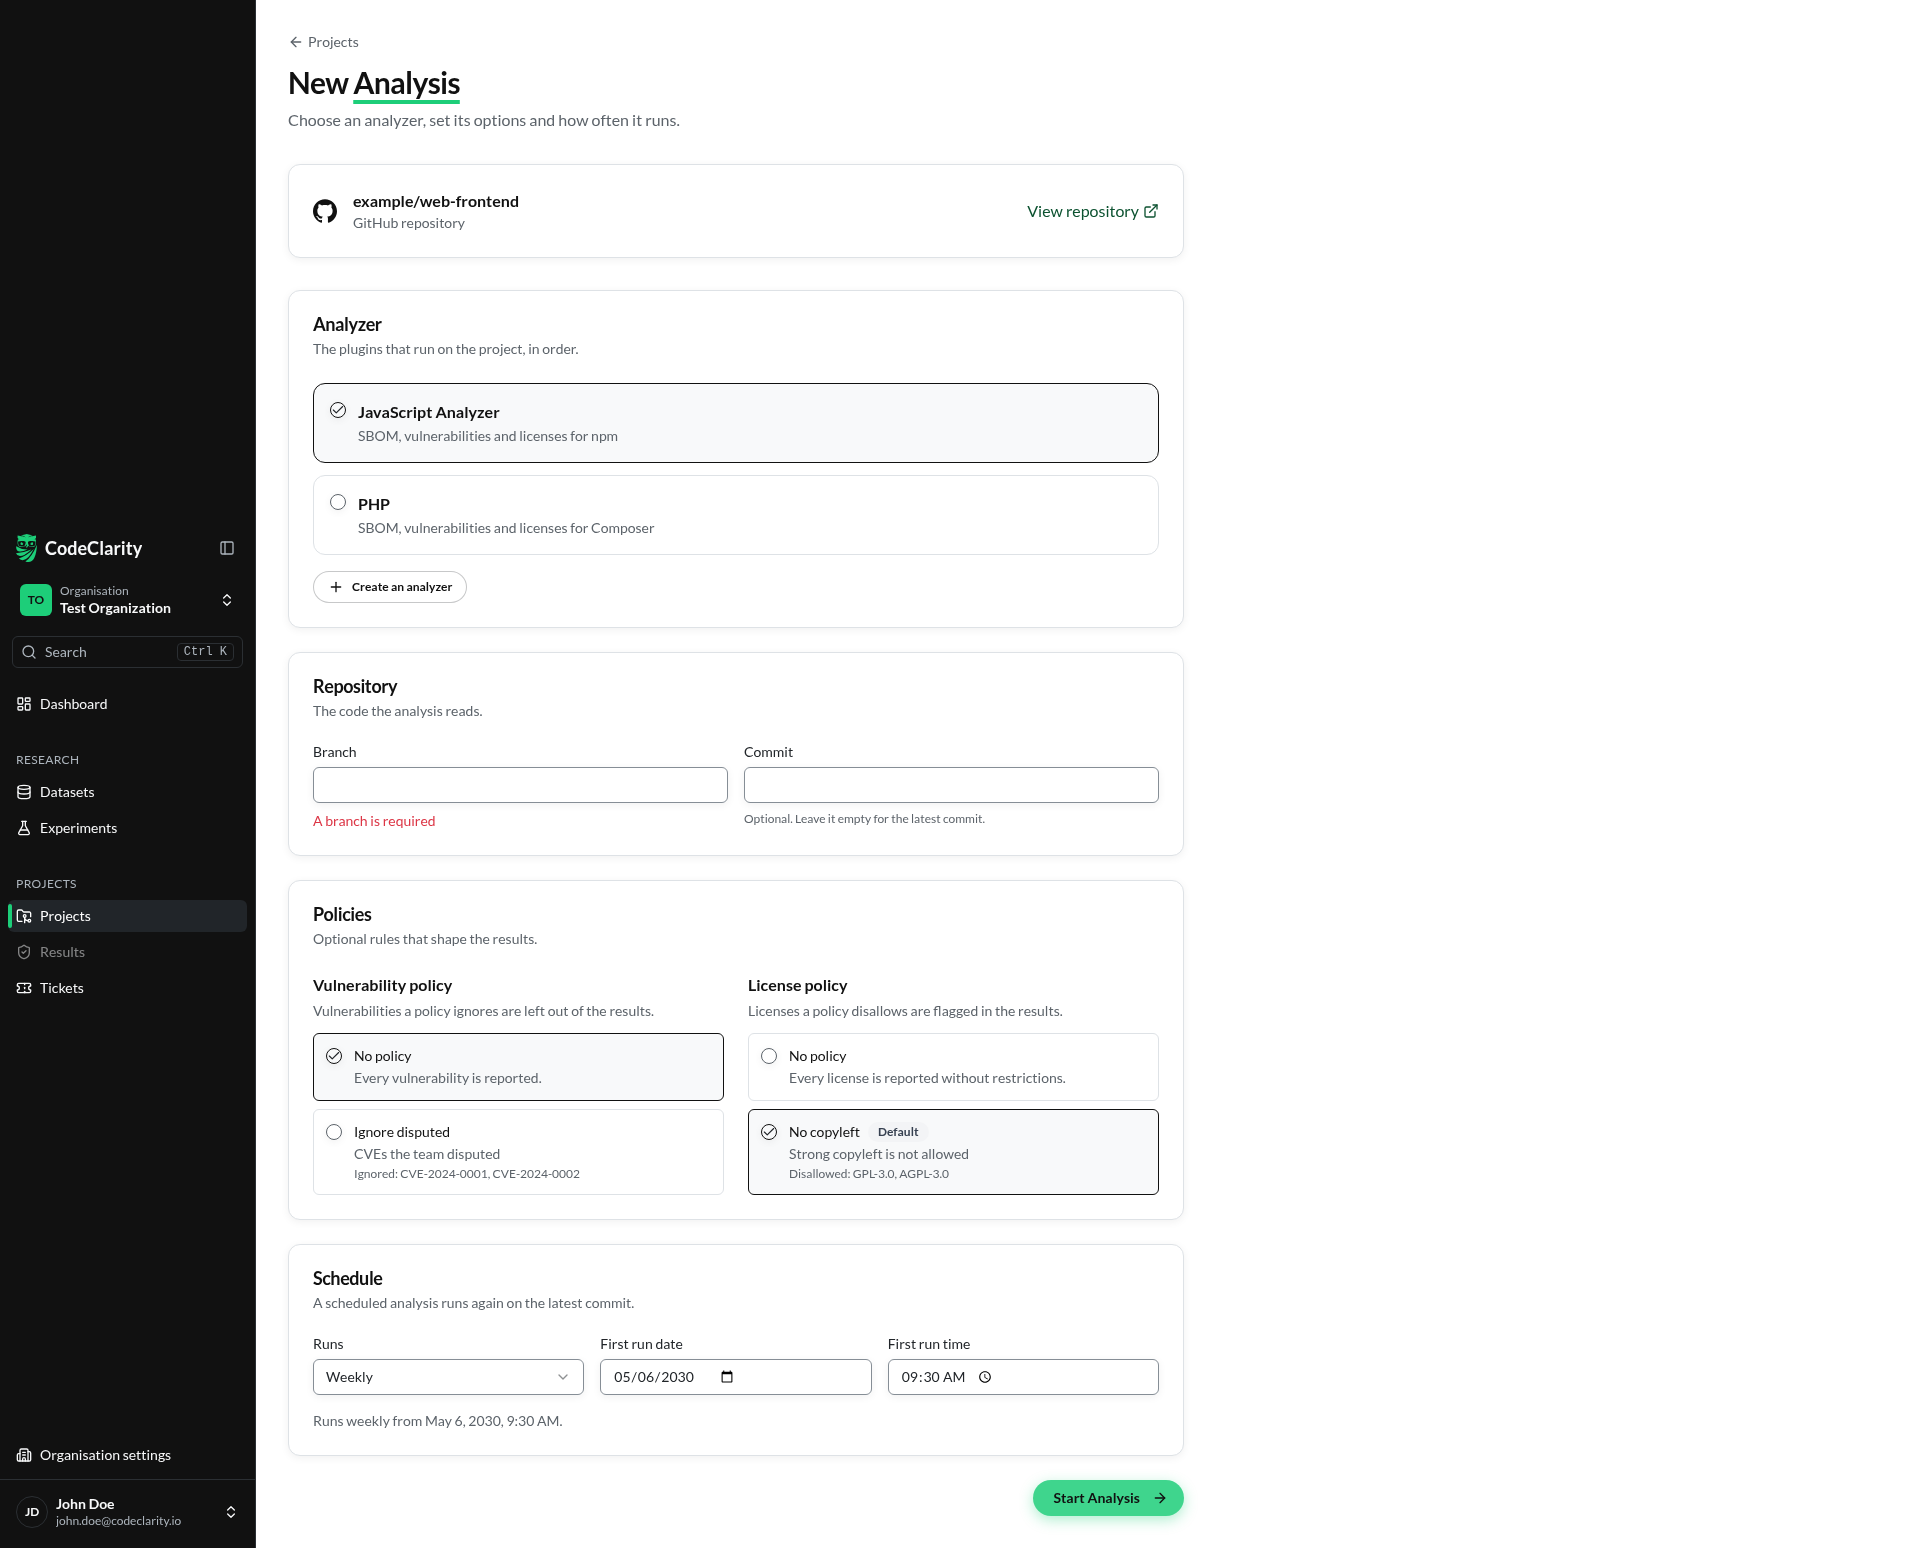 CodeClarity
TO
Organisation
Test Organization
Search
Ctrl K
Dashboard
RESEARCH
Datasets
Experiments
PROJECTS
Projects
Results
Tickets
Organisation settings
JD
John Doe
john.doe@codeclarity.io
Projects
New Analysis
Choose an analyzer, set its options and how often it runs.
example/web-frontend
GitHub repository
View repository
Analyzer
The plugins that run on the project, in order.
JavaScript Analyzer
SBOM, vulnerabilities and licenses for npm
PHP
SBOM, vulnerabilities and licenses for Composer
Create an analyzer
Repository
The code the analysis reads.
Branch
A branch is required
Commit
Optional. Leave it empty for the latest commit.
Policies
Optional rules that shape the results.
Vulnerability policy
Vulnerabilities a policy ignores are left out of the results.
No policy
Every vulnerability is reported.
Ignore disputed
CVEs the team disputed
Ignored: CVE-2024-0001, CVE-2024-0002
License policy
Licenses a policy disallows are flagged in the results.
No policy
Every license is reported without restrictions.
No copyleft Default
Strong copyleft is not allowed
Disallowed: GPL-3.0, AGPL-3.0
Schedule
A scheduled analysis runs again on the latest commit.
Runs
Weekly
First run date
05/06/2030
First run time
09:30 AM
Runs weekly from May 6, 2030, 9:30 AM.
Start Analysis